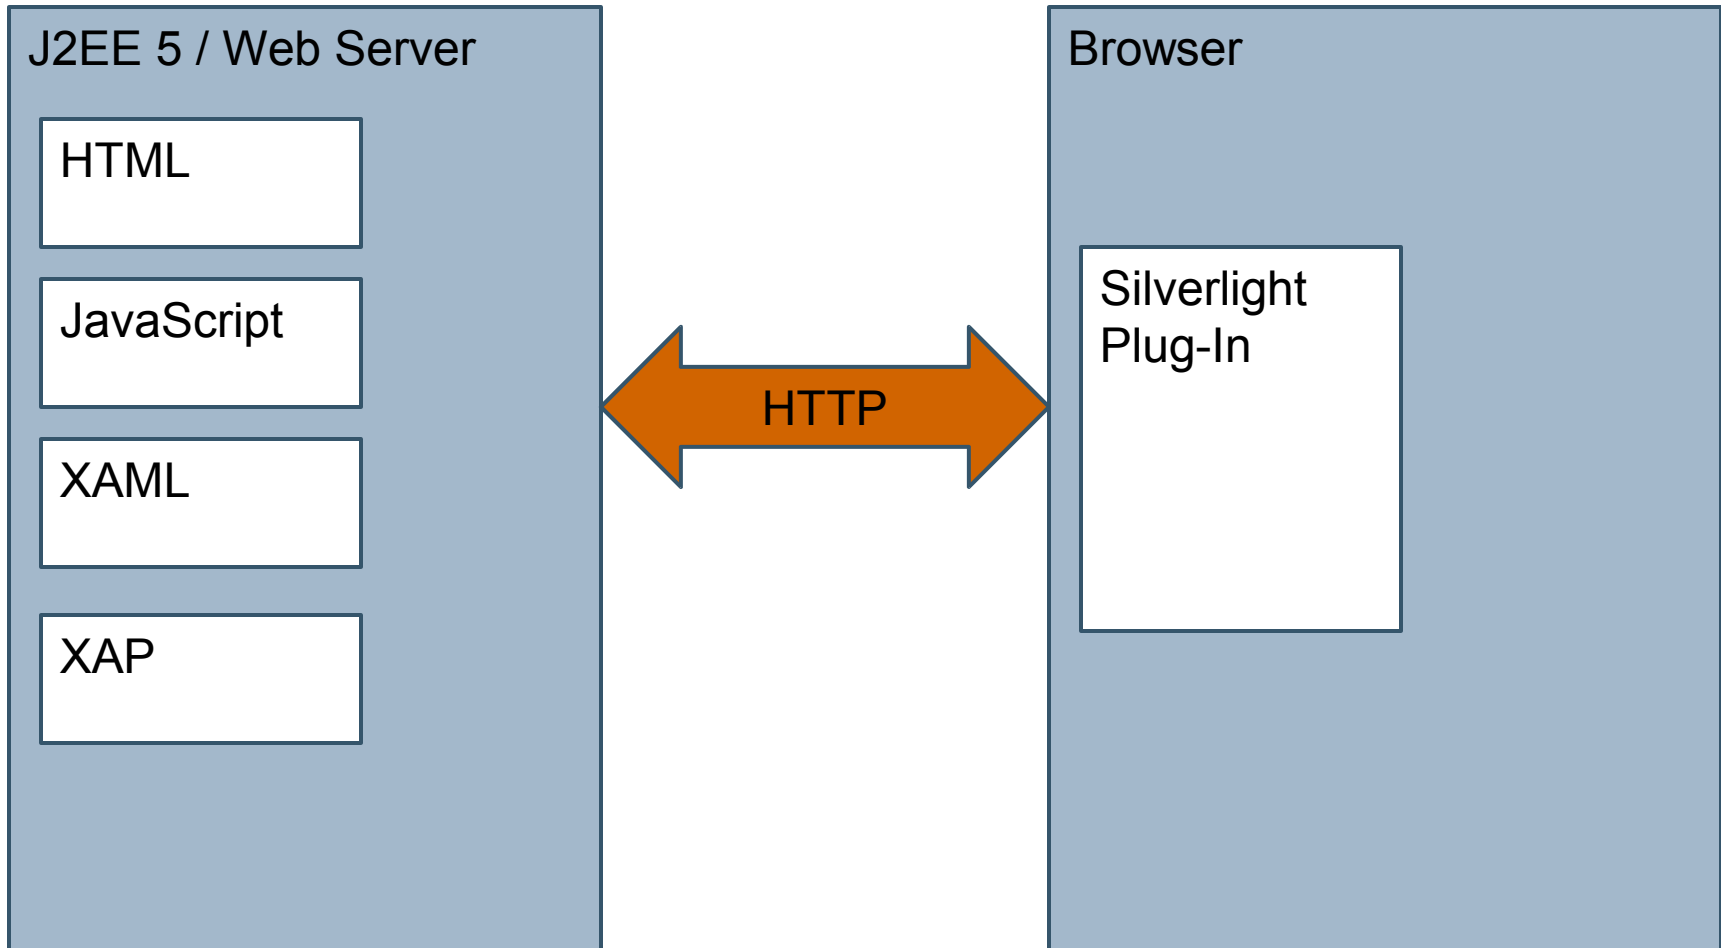 J2EE 5 / Web Server
HTML
JavaScript
XAML
XAP
HTTP
Browser
Silverlight
Plug-In